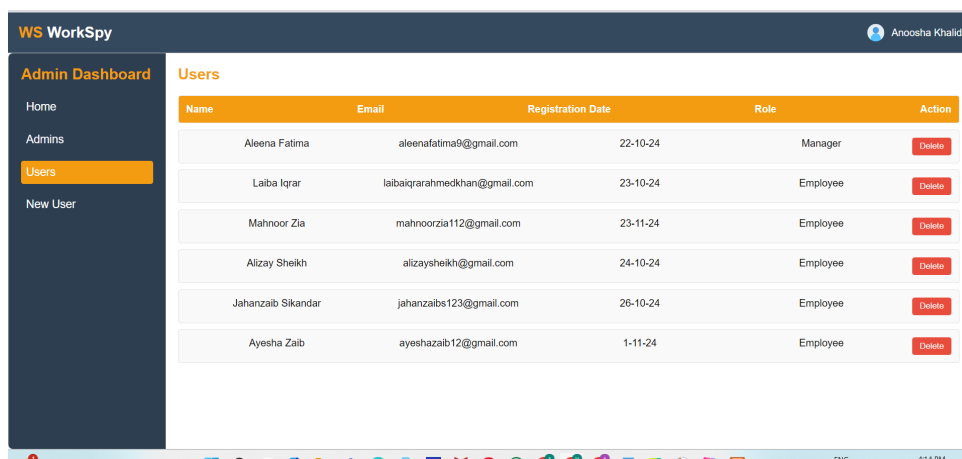 WS WorkSpy
Anoosha Khalid
Admin Dashboard
Home
Admins
Users
New User
Users
Name Email Registration Date Role Action
Aleena Fatima aleenafatima9@gmail.com 22-10-24 Manager Delete
Laiba Iqrar laibaiqrarahmedkhan@gmail.com 23-10-24 Employee Delete
Mahnoor Zia mahnoorzia112@gmail.com 23-11-24 Employee Delete
Alizay Sheikh alizaysheikh@gmail.com 24-10-24 Employee Delete
Jahanzaib Sikandar jahanzaibs123@gmail.com 26-10-24 Employee Delete
Ayesha Zaib ayeshazaib12@gmail.com 1-11-24 Employee Delete